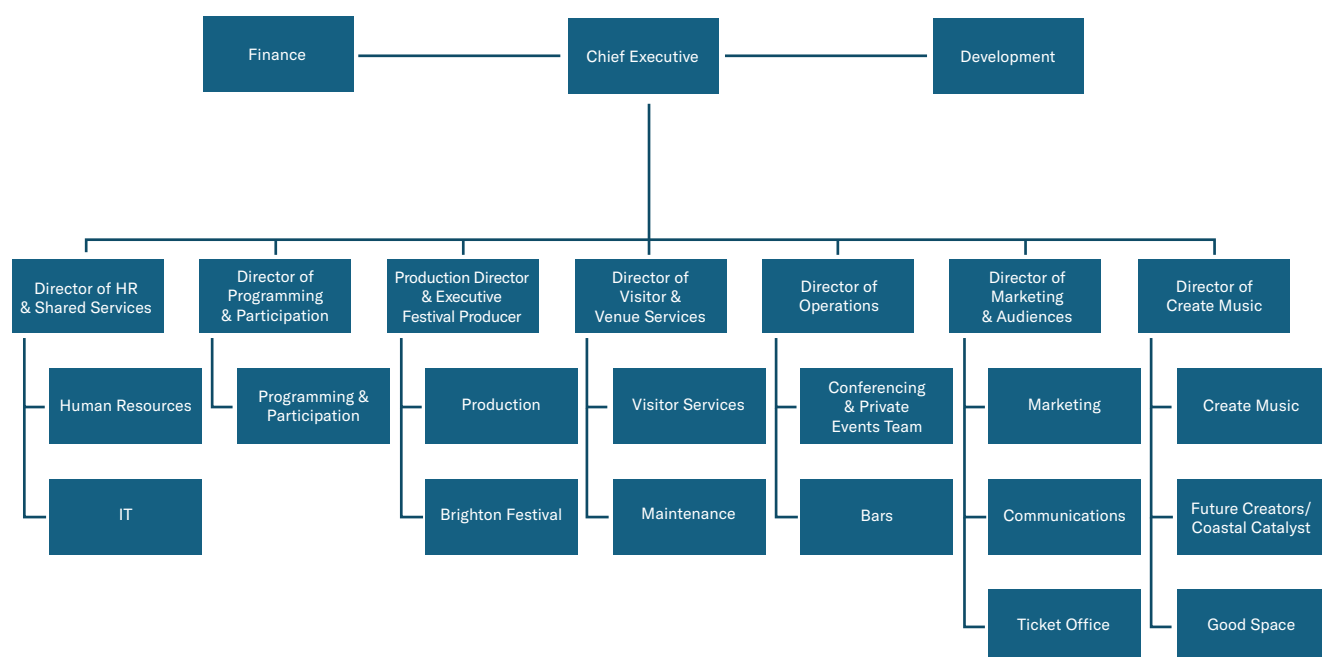 Finance
Chief Executive
Development
Director of HR
& Shared Services
Director of
Programming
& Participation
Production Director
& Executive
Festival Producer
Director of
Visitor &
Venue Services
Director of
Operations
Director of
Marketing
& Audiences
Director of
Create Music
Human Resources
Programming &
Participation
Production
Visitor Services
Conferencing
& Private
Events Team
Marketing
Create Music
IT
Brighton Festival
Maintenance
Bars
Communications
Future Creators/
Coastal Catalyst
Ticket Office
Good Space